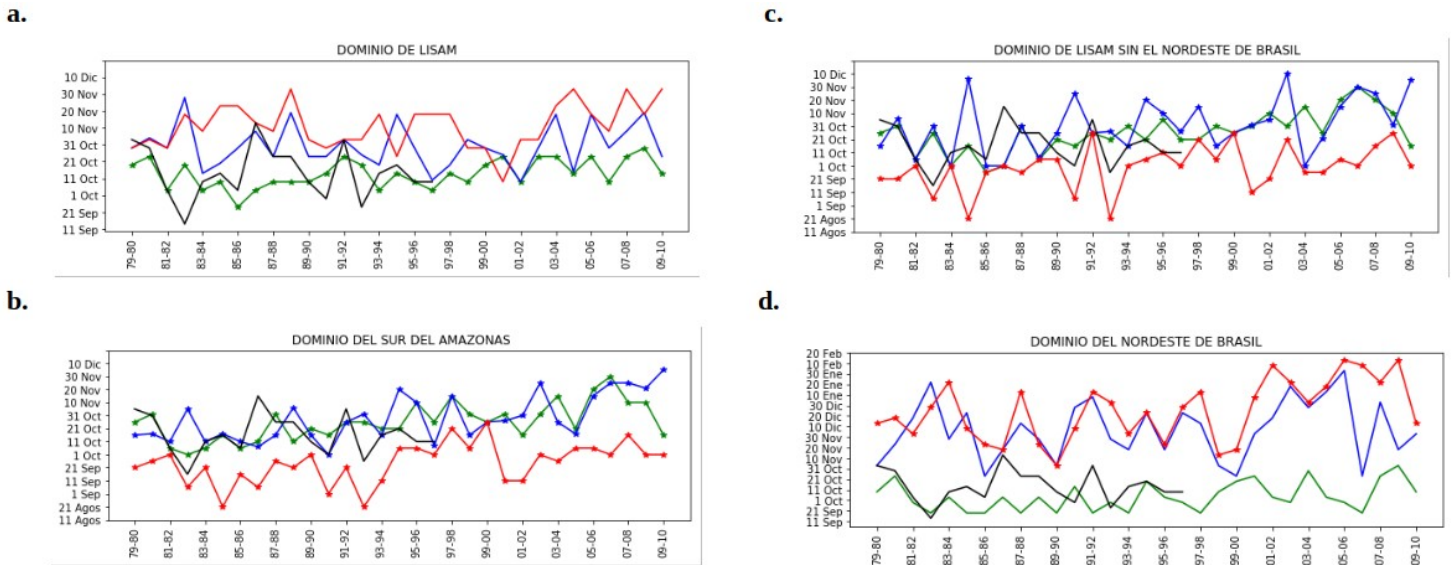 a.
DOMINIO DE LISAM
10 Dic
30 Nov
20 Nov
10 Nov
31 Oct
21 Oct
11 Oct
1 Oct
21 Sep
11 Sep
79-80
81-82
83-84
85-86
87-88
89-90
91-92
93-94
95-96
97-98
99-00
01-02
03-04
05-06
07-08
09-10
c.
DOMINIO DE LISAM SIN EL NORDESTE DE BRASIL
10 Dic
30 Nov
20 Nov
10 Nov
31 Oct
21 Oct
11 Oct
1 Oct
21 Sep
11 Sep
1 Sep
21 Agos
11 Agos
79-80
81-82
83-84
85-86
87-88
89-90
91-92
93-94
95-96
97-98
99-00
01-02
03-04
05-06
07-08
09-10
b.
DOMINIO DEL SUR DEL AMAZONAS
10 Dic
30 Nov
20 Nov
10 Nov
31 Oct
21 Oct
11 Oct
1 Oct
21 Sep
11 Sep
1 Sep
21 Agos
11 Agos
79-80
81-82
83-84
85-86
87-88
89-90
91-92
93-94
95-96
97-98
99-00
01-02
03-04
05-06
07-08
09-10
d.
DOMINIO DEL NORDESTE DE BRASIL
20 Feb
10 Feb
30 Ene
20 Ene
10 Ene
30 Dic
20 Dic
10 Dic
30 Nov
20 Nov
10 Nov
31 Oct
21 Oct
11 Oct
1 Oct
21 Sep
11 Sep
79-80
81-82
83-84
85-86
87-88
89-90
91-92
93-94
95-96
97-98
99-00
01-02
03-04
05-06
07-08
09-10